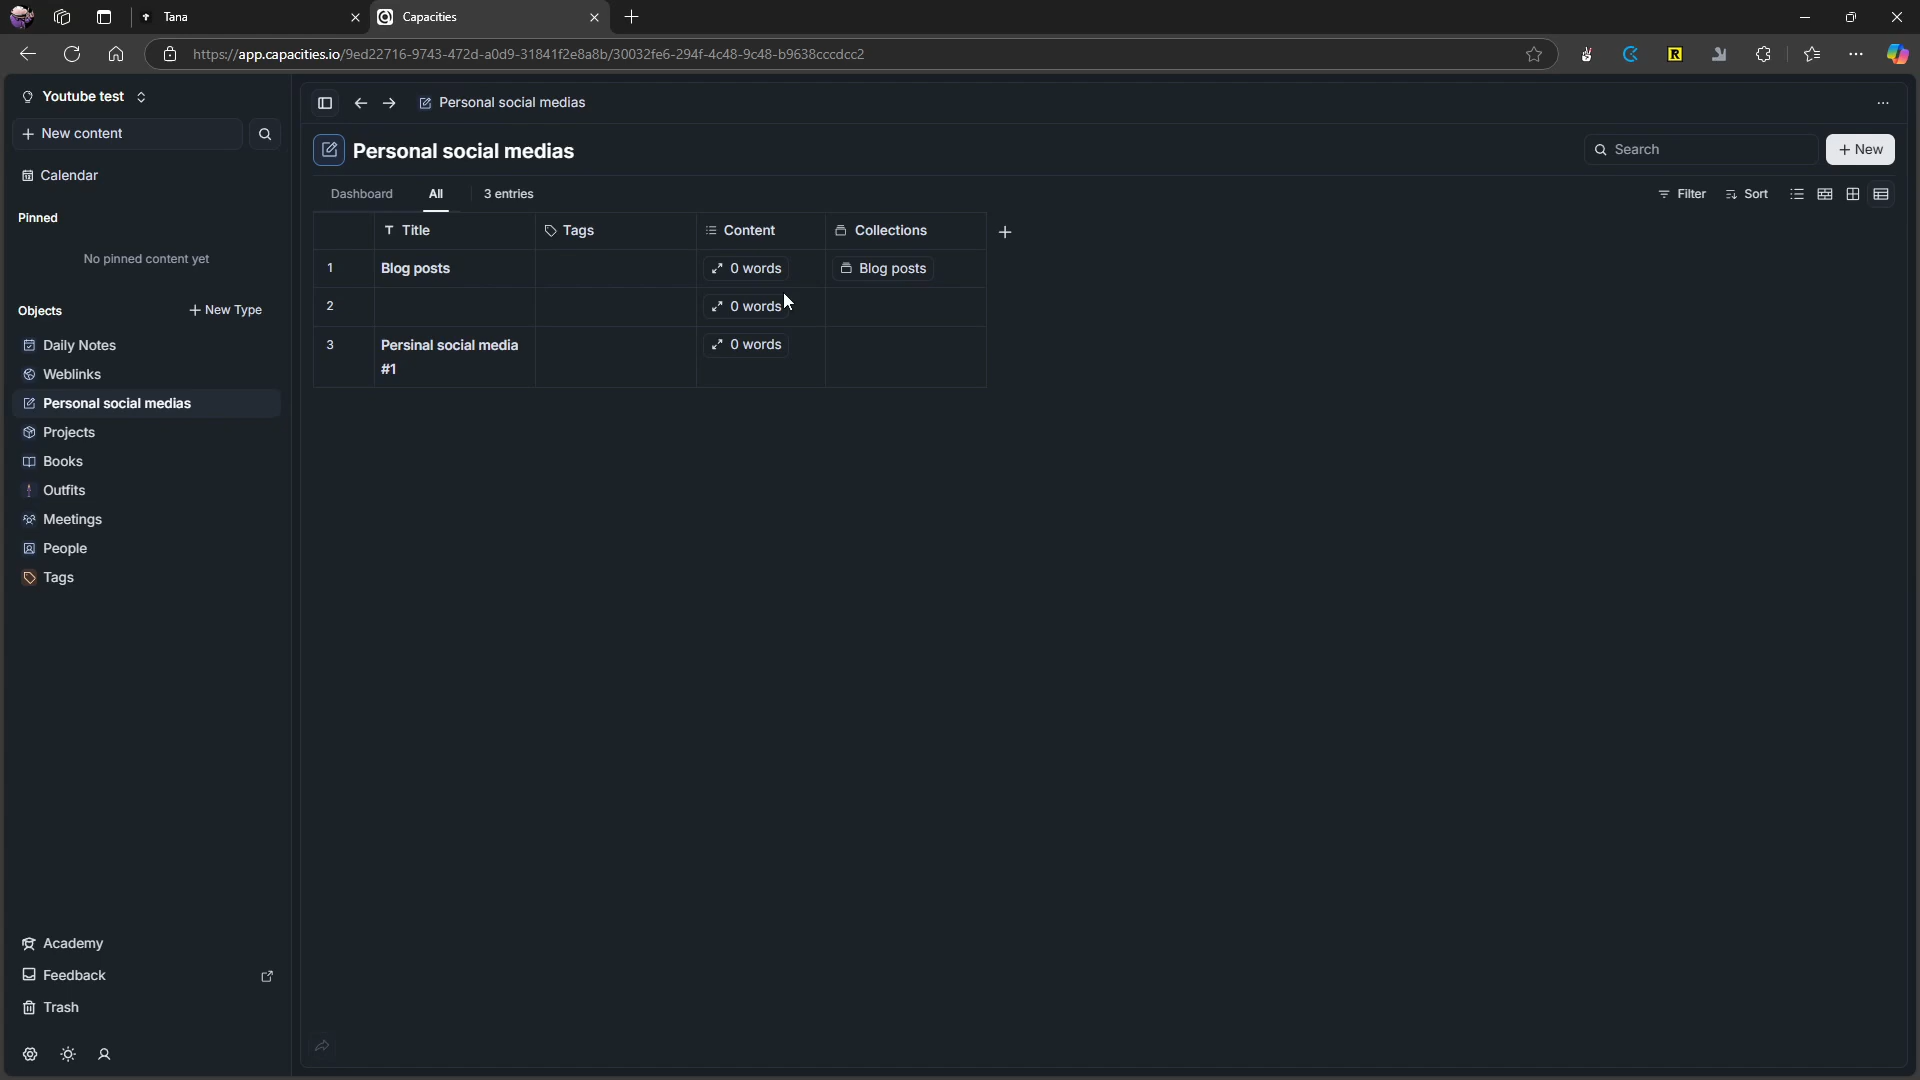 Tana
Capacities
https://app.capacities.io/9ed22716-9743-472d-a0d9-31841f2e8a8b/30032fe6-294f-4c48-9c48-b9638cccdcc2
R
Youtube test
New content
Calendar
Pinned
No pinned content yet
Objects
New Type
Daily Notes
Weblinks
Personal social medias
Projects
Books
Outfits
Meetings
People
Tags
Academy
Feedback
Trash
Personal social medias
Personal social medias
Search
+ New
Dashboard
All
3 entries
Filter
Sort
Title
Tags
Content
Collections
1
Blog posts
0 words
Blog posts
2
0 words
3
Persinal social media
#1
0 words